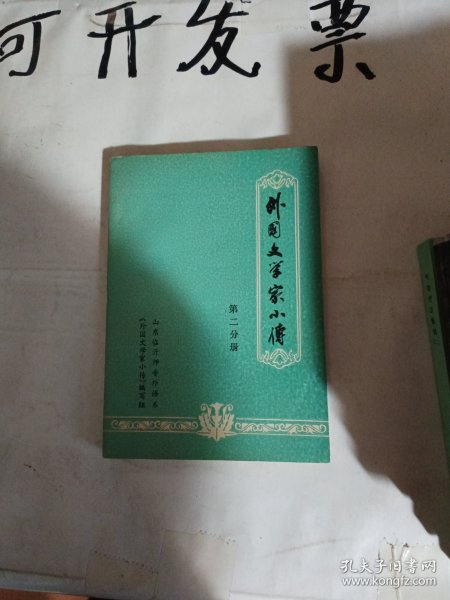 可开发票
外国文学家小传
第二分册
山东临沂师专外语系
《外国文学家小传》编写组
孔夫子旧书网
www.kongfz.com